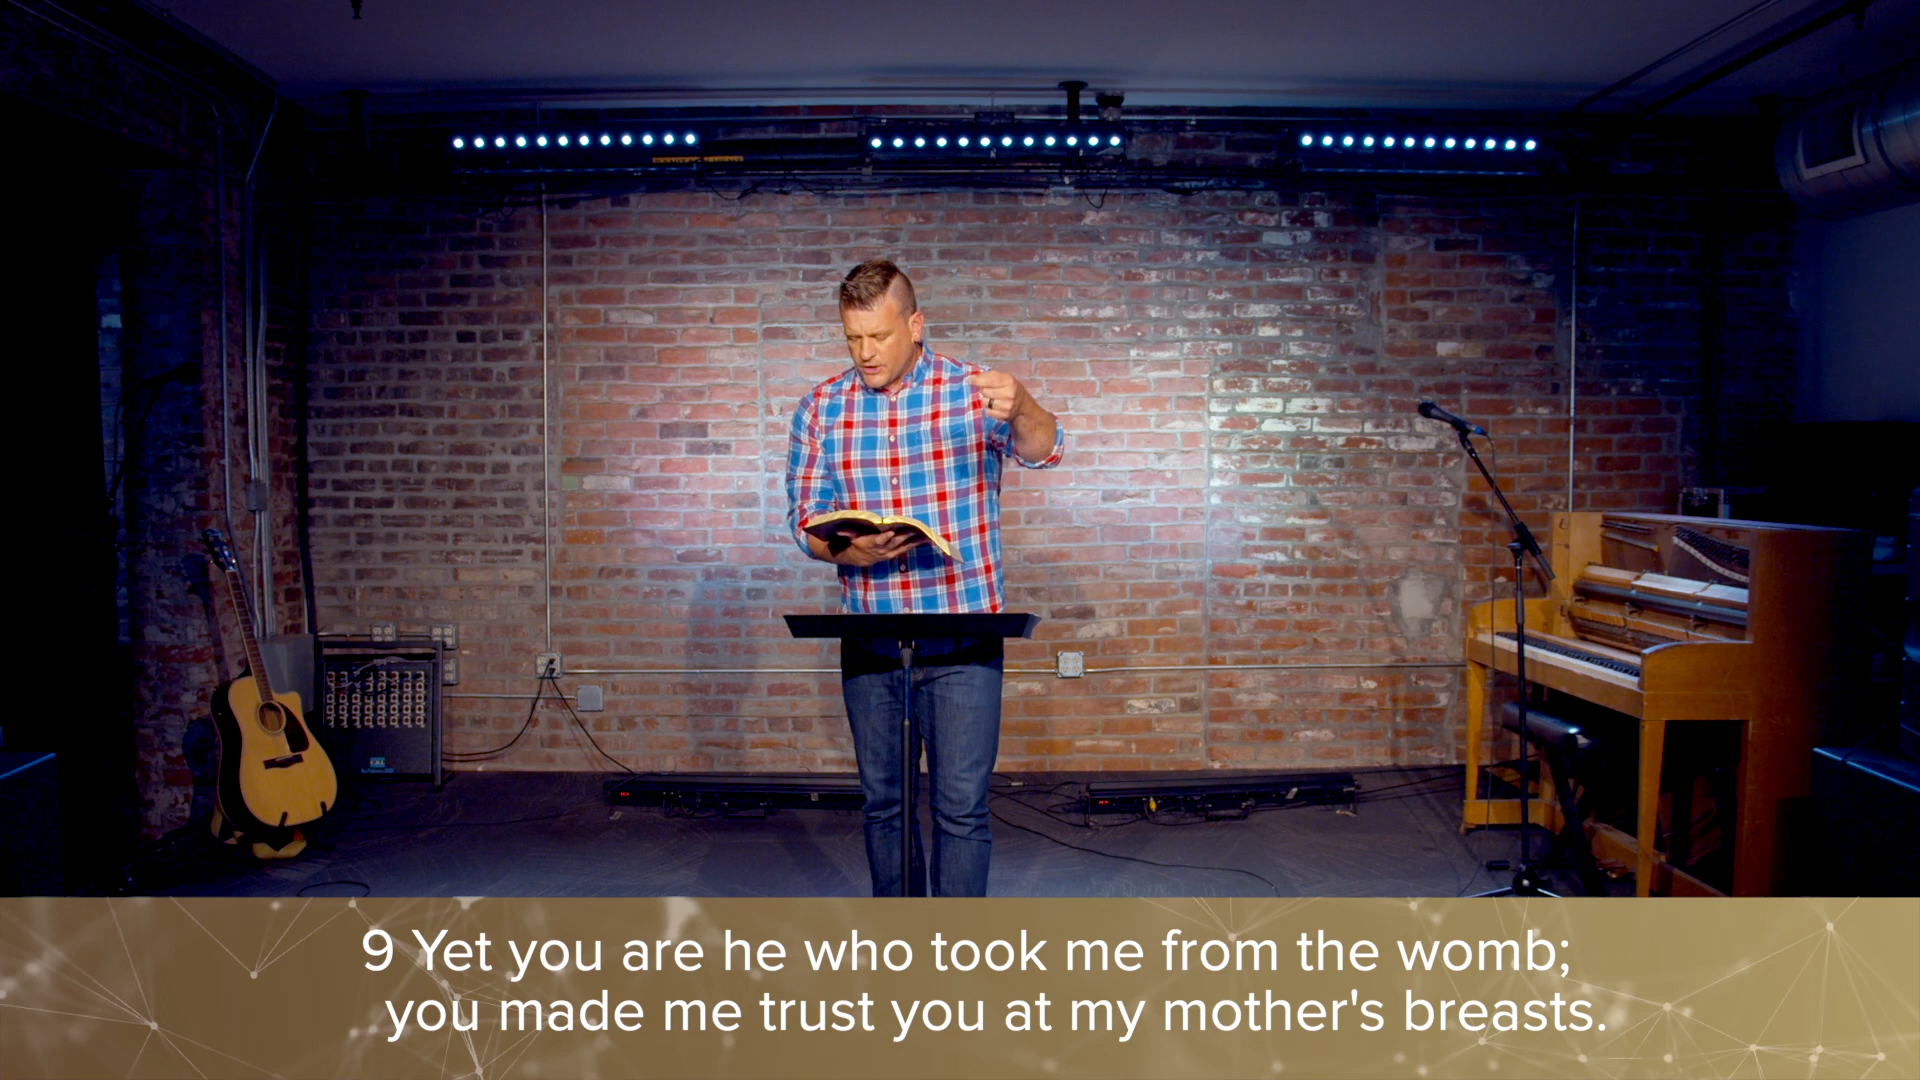 9 Yet you are he who took me from the womb;
you made me trust you at my mother's breasts.